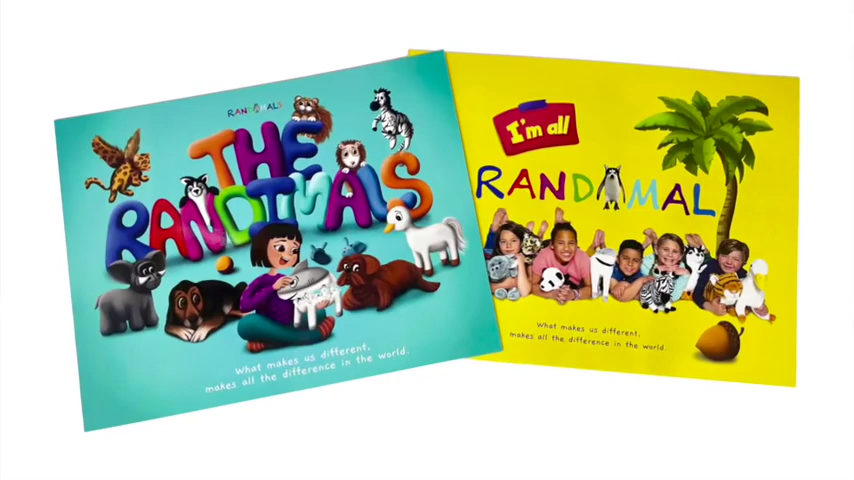 RANDIMALS
THE
RANDIMALS
What makes us different,
makes all the difference in the world.
I'm all
RANDIMAL
What makes us different,
makes all the difference in the world.